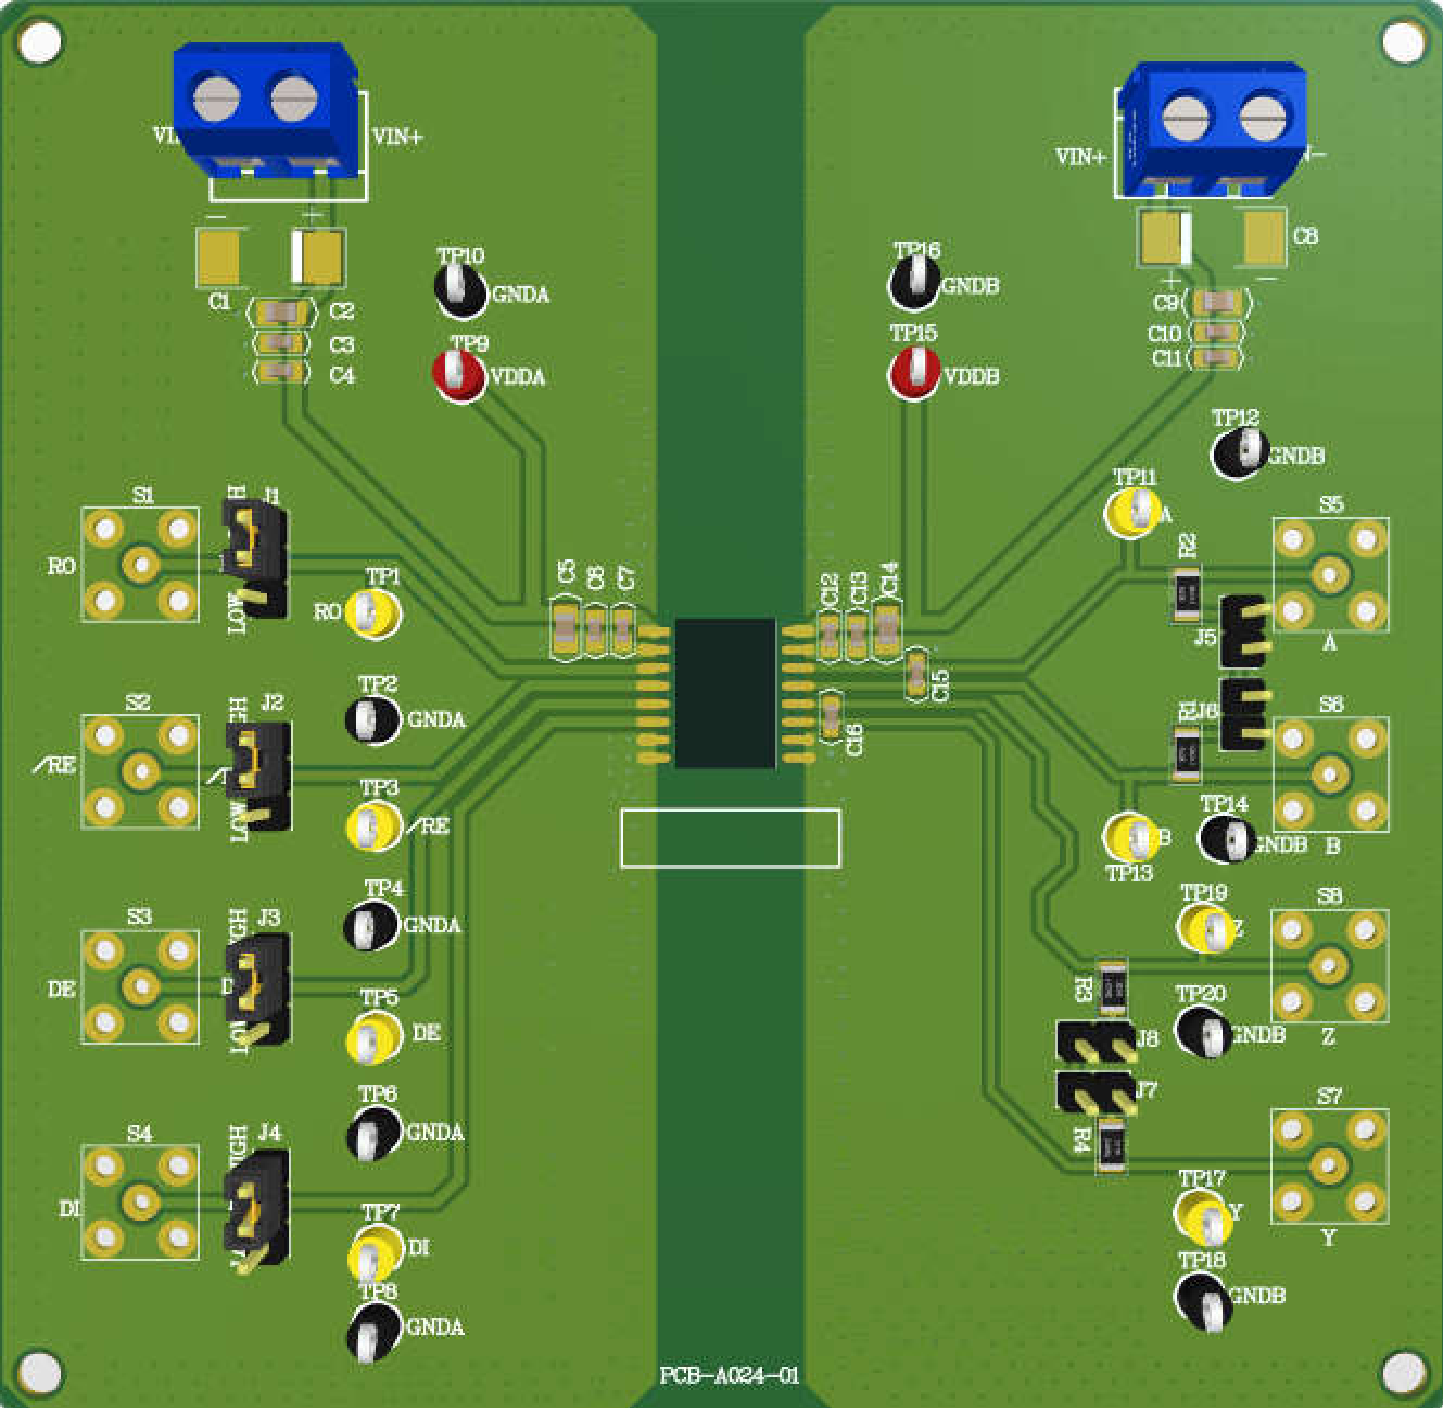 VIN+
VIN+
TP10
GNDA
TP16
GNDB
C8
C1
C2
C3
C4
TP9
VDDA
TP15
VDDB
C9
C10
C11
TP12
GNDB
TP11
A
S1
J1
RO
LOW
TP1
RO
C5
C6
C7
C12
C13
C14
R2
S5
J5
A
S2
J2
/RE
LOW
TP2
GNDA
C15
C16
R1
J6
S6
TP3
/RE
B
TP13
TP14
GNDB
B
S3
J3
DE
TP4
GNDA
TP19
Z
S8
TP5
DE
R3
TP20
GNDB
Z
J8
J7
TP6
GNDA
S4
J4
DI
R4
S7
TP7
DI
TP17
Y
Y
TP8
GNDA
TP18
GNDB
PCB-A024-01